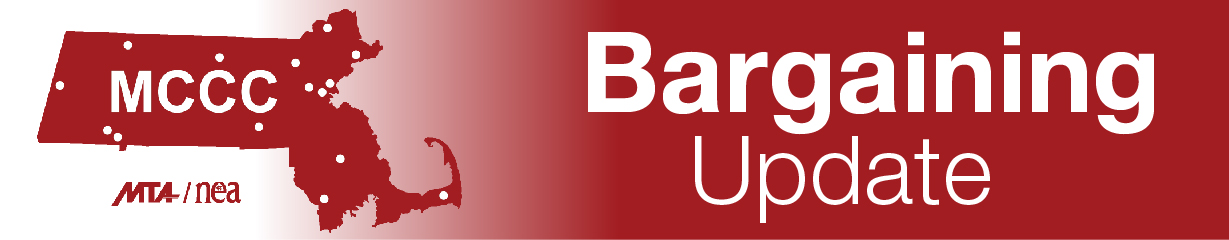 MCCC
MTA / nea
Bargaining
Update